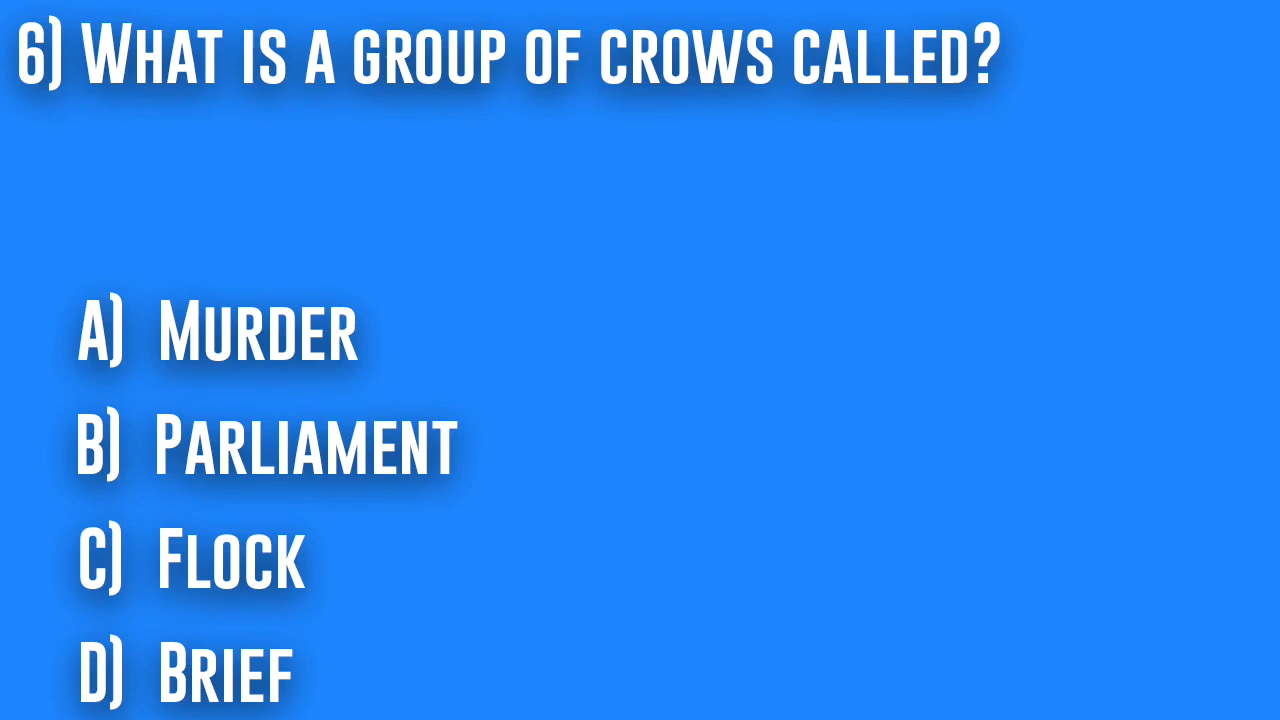 6) What is a group of crows called?
A) Murder
B) Parliament
C) Flock
D) Brief